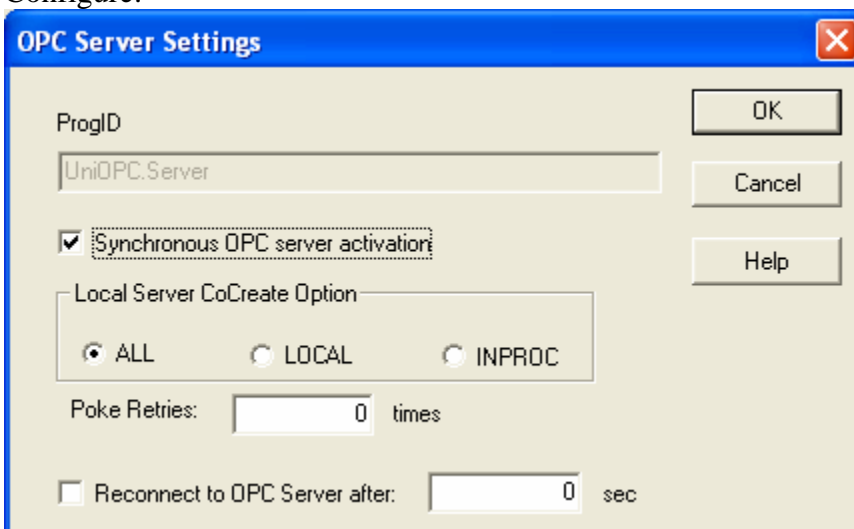 Configure:
OPC Server Settings
ProgID
OK
UniOPC.Server
Cancel
Synchronous OPC server activation
Help
Local Server CoCreate Option
ALL LOCAL INPROC
Poke Retries: 0 times
Reconnect to OPC Server after: 0 sec